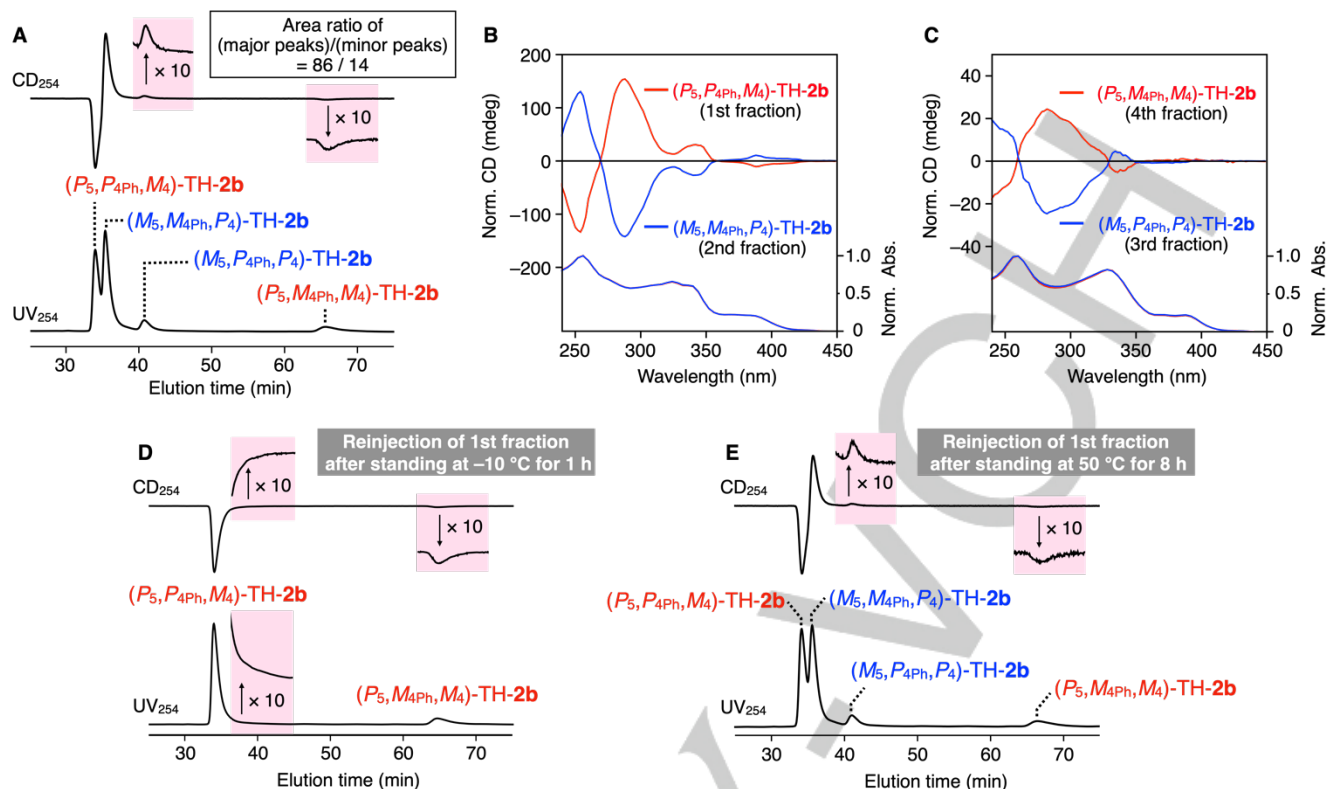 A
Area ratio of
(major peaks)/(minor peaks)
= 86 / 14
× 10
× 10
CD254
(P5,P4Ph,M4)-TH-2b
(M5,M4Ph,P4)-TH-2b
(M5,P4Ph,P4)-TH-2b
(P5,M4Ph,M4)-TH-2b
UV254
30 40 50 60 70
Elution time (min)
B
200
100
0
−100
−200
Norm. CD (mdeg)
(P5,P4Ph,M4)-TH-2b
(1st fraction)
(M5,M4Ph,P4)-TH-2b
(2nd fraction)
1.0
0.5
0
Norm. Abs.
250 300 350 400 450
Wavelength (nm)
C
40
20
0
−20
−40
Norm. CD (mdeg)
(P5,M4Ph,M4)-TH-2b
(4th fraction)
(M5,P4Ph,P4)-TH-2b
(3rd fraction)
1.0
0.5
0
Norm. Abs.
250 300 350 400 450
Wavelength (nm)
D
Reinjection of 1st fraction
after standing at −10 °C for 1 h
× 10
× 10
CD254
(P5,P4Ph,M4)-TH-2b
× 10
(P5,M4Ph,M4)-TH-2b
UV254
30 40 50 60 70
Elution time (min)
E
Reinjection of 1st fraction
after standing at 50 °C for 8 h
× 10
× 10
CD254
(P5,P4Ph,M4)-TH-2b
(M5,M4Ph,P4)-TH-2b
(M5,P4Ph,P4)-TH-2b
(P5,M4Ph,M4)-TH-2b
UV254
30 40 50 60 70
Elution time (min)